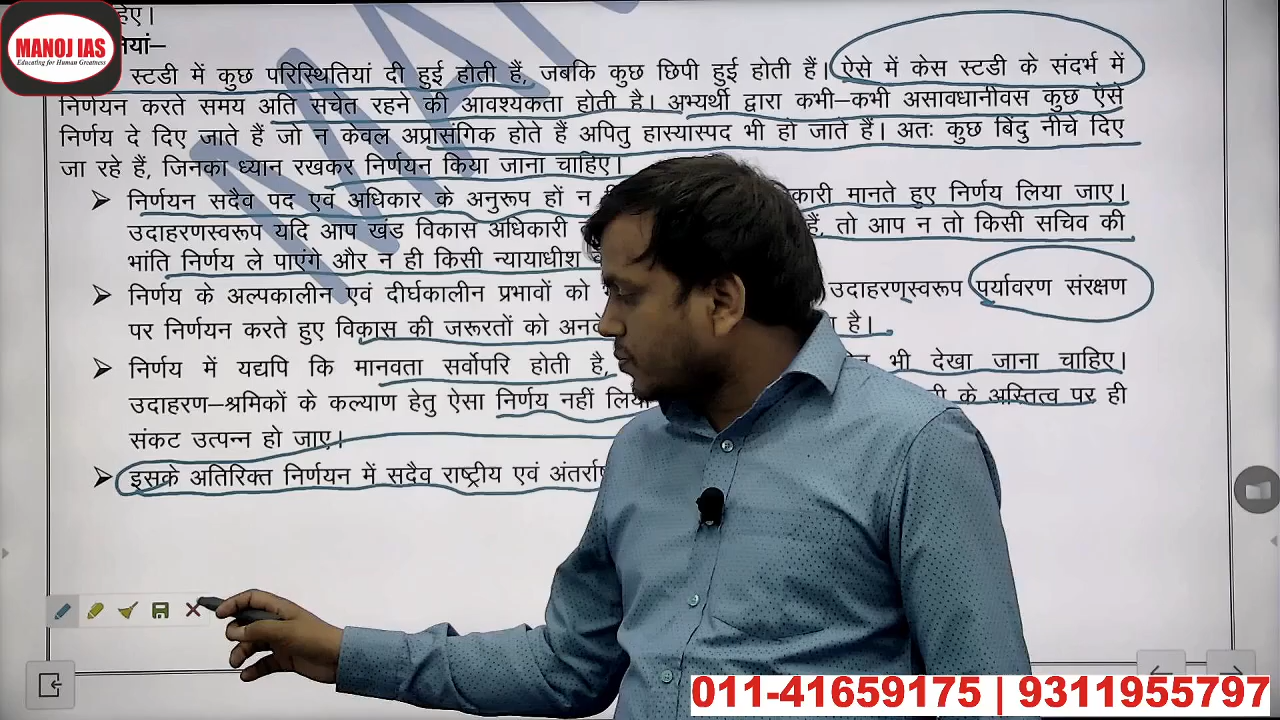 हिए।
MANOJ IAS
Educating for Human Greatness
स्टडी में कुछ परिस्थितियां दी हुई होती हैं, जबकि कुछ छिपी हुई होती हैं। ऐसे में केस स्टडी के संदर्भ में
निर्णयन करते समय अति सचेत रहने की आवश्यकता होती है। अभ्यर्थी द्वारा कभी–कभी असावधानीवस कुछ ऐसे
निर्णय दे दिए जाते हैं जो न केवल अप्रासंगिक होते हैं अपितु हास्यास्पद भी हो जाते हैं। अतः कुछ बिंदु नीचे दिए
जा रहे हैं, जिनका ध्यान रखकर निर्णयन किया जाना चाहिए।
➢ निर्णयन सदैव पद एवं अधिकार के अनुरूप हों न मानते हुए निर्णय लिया जाए।
उदाहरणस्वरूप यदि आप खंड विकास अधिकारी हैं, तो आप न तो किसी सचिव की
भांति निर्णय ले पाएंगे और न ही किसी न्यायाधीश
➢ निर्णय के अल्पकालीन एवं दीर्घकालीन प्रभावों को उदाहरणस्वरूप पर्यावरण संरक्षण
पर निर्णयन करते हुए विकास की जरूरतों को है।
➢ निर्णय में यद्यपि कि मानवता सर्वोपरि होती है, भी देखा जाना चाहिए।
उदाहरण–श्रमिकों के कल्याण हेतु ऐसा निर्णय नहीं के अस्तित्व पर ही
संकट उत्पन्न हो जाए।
➢ इसके अतिरिक्त निर्णयन में सदैव राष्ट्रीय एवं
011-41659175 | 9311955797